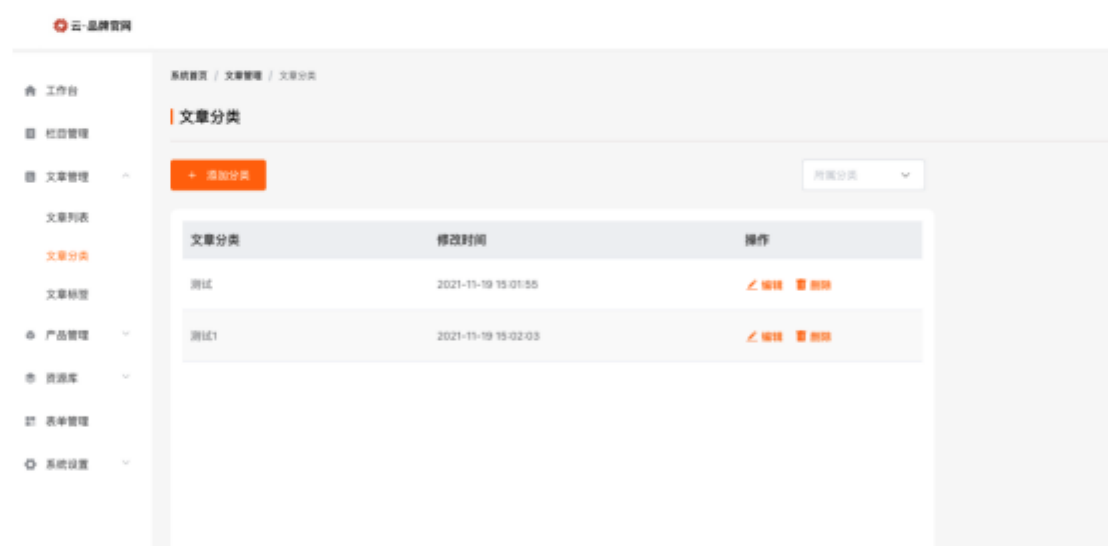 云·品牌官网
系统首页 / 文章管理 / 文章分类
工作台
文章分类
栏目管理
文章管理
+ 添加分类
所属分类
文章列表
文章分类 修改时间 操作
文章分类
测试 2021-11-19 15:01:55 编辑 删除
文章标签
产品管理
测试1 2021-11-19 15:02:03 编辑 删除
资源库
表单管理
系统设置